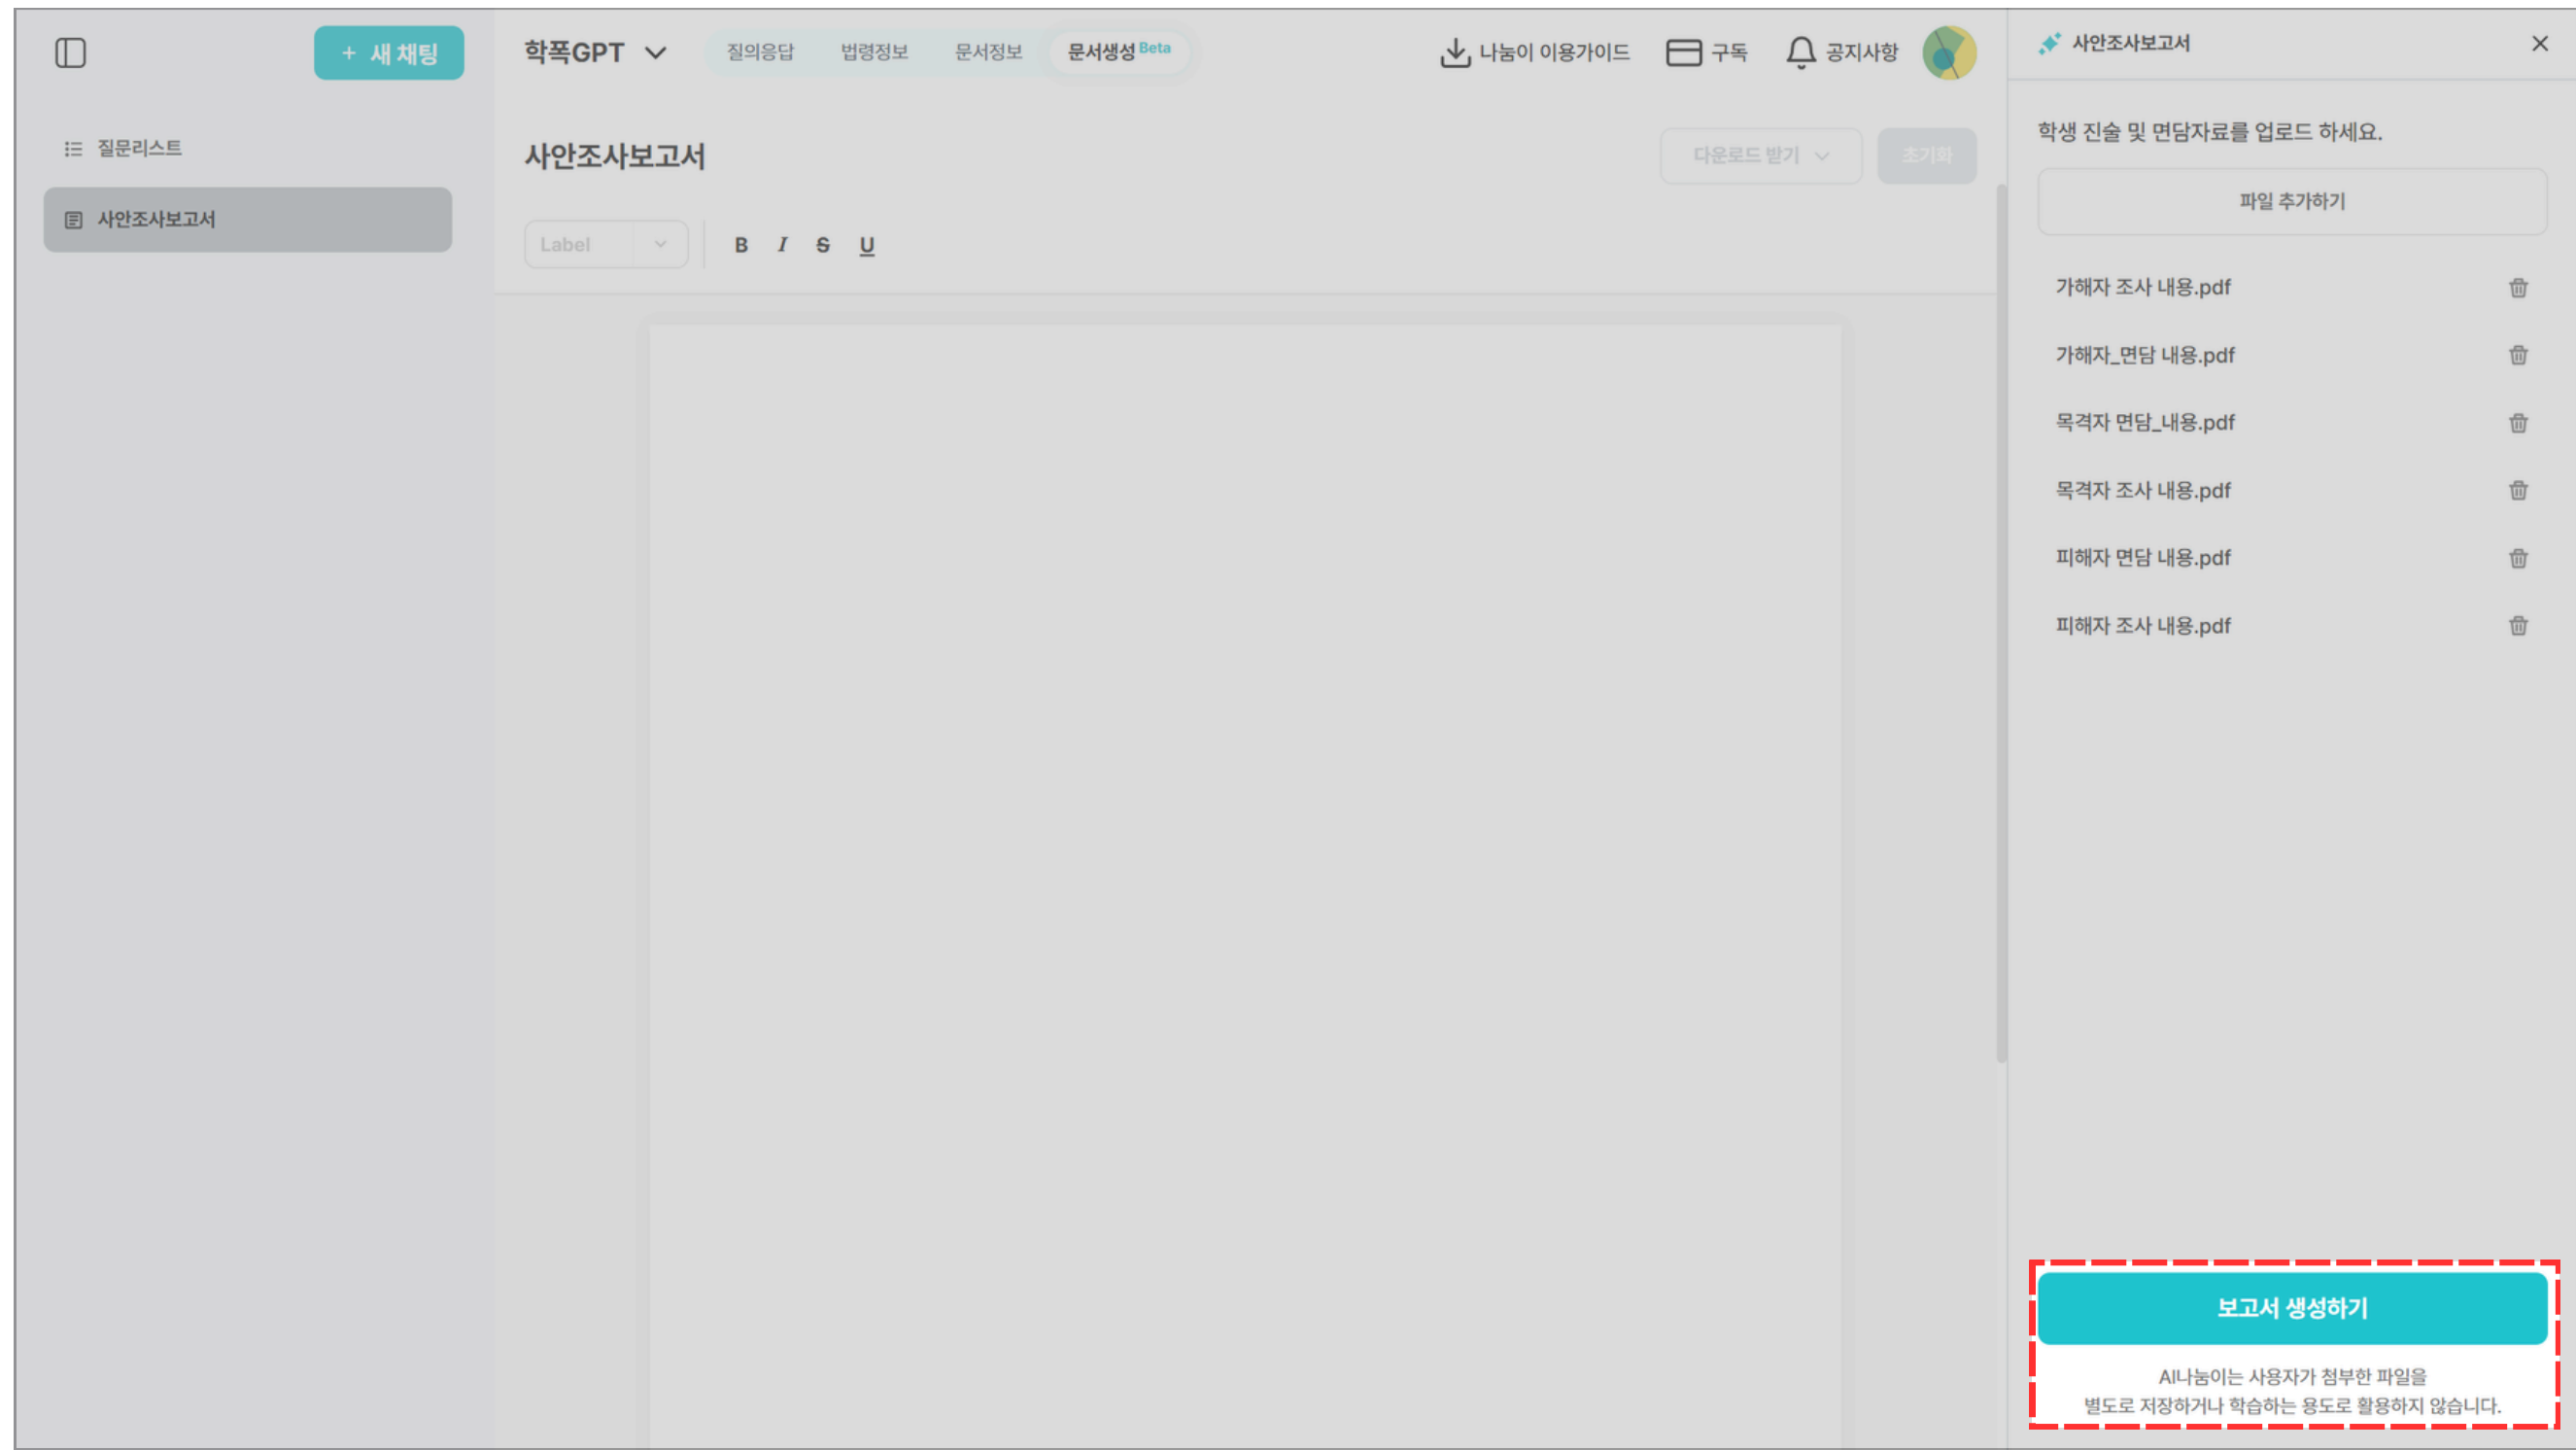 + 새 채팅
질문리스트
사안조사보고서
학폭GPT
질의응답 법령정보 문서정보 문서생성 Beta
나눔이 이용가이드 구독 공지사항
사안조사보고서
다운로드 받기 초기화
Label B I S U
사안조사보고서
학생 진술 및 면담자료를 업로드 하세요.
파일 추가하기
가해자 조사 내용.pdf
가해자_면담 내용.pdf
목격자 면담_내용.pdf
목격자 조사 내용.pdf
피해자 면담 내용.pdf
피해자 조사 내용.pdf
보고서 생성하기
AI나눔이는 사용자가 첨부한 파일을
별도로 저장하거나 학습하는 용도로 활용하지 않습니다.